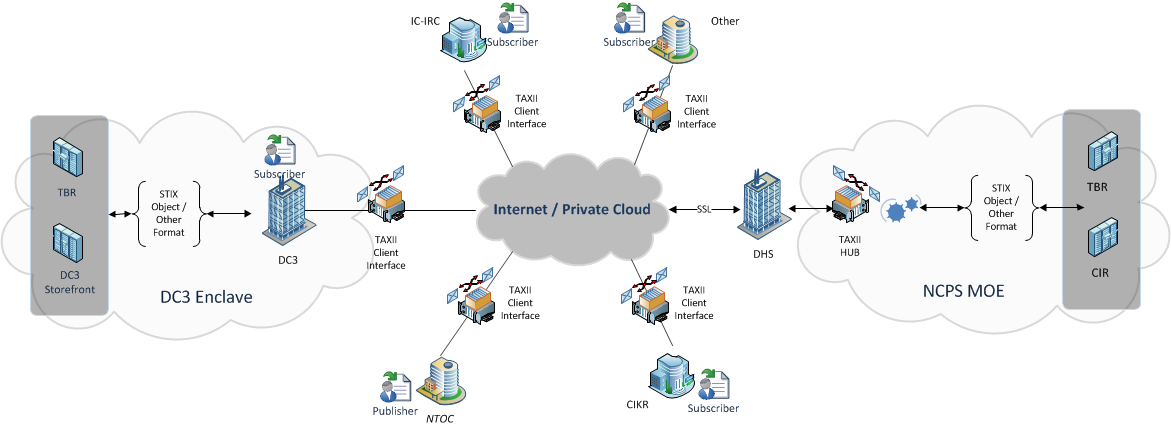 IC-IRC
Subscriber
Subscriber
Other
TAXII
Client
Interface
TAXII
Client
Interface
TBR
DC3
Storefront
STIX
Object /
Other
Format
Subscriber
DC3
TAXII
Client
Interface
DC3 Enclave
Internet / Private Cloud
SSL
DHS
TAXII
HUB
STIX
Object /
Other
Format
TBR
CIR
NCPS MOE
TAXII
Client
Interface
TAXII
Client
Interface
Publisher
NTOC
CIKR
Subscriber